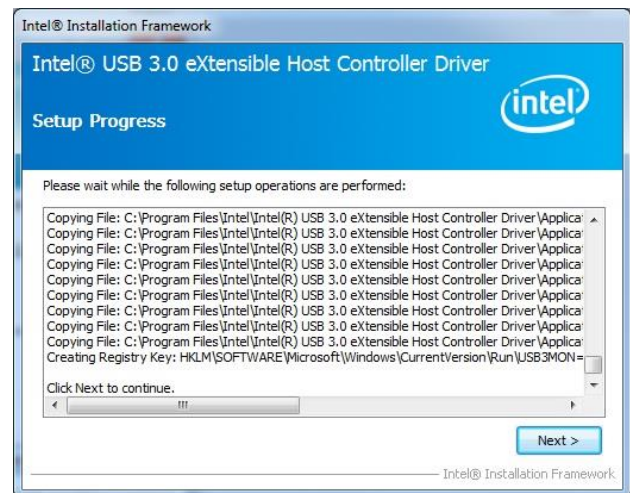 Intel® Installation Framework
Intel® USB 3.0 eXtensible Host Controller Driver
intel
Setup Progress
Please wait while the following setup operations are performed:
Copying File: C:\Program Files\Intel\Intel(R) USB 3.0 eXtensible Host Controller Driver\Applica
Copying File: C:\Program Files\Intel\Intel(R) USB 3.0 eXtensible Host Controller Driver\Applica
Copying File: C:\Program Files\Intel\Intel(R) USB 3.0 eXtensible Host Controller Driver\Applica
Copying File: C:\Program Files\Intel\Intel(R) USB 3.0 eXtensible Host Controller Driver\Applica
Copying File: C:\Program Files\Intel\Intel(R) USB 3.0 eXtensible Host Controller Driver\Applica
Copying File: C:\Program Files\Intel\Intel(R) USB 3.0 eXtensible Host Controller Driver\Applica
Copying File: C:\Program Files\Intel\Intel(R) USB 3.0 eXtensible Host Controller Driver\Applica
Copying File: C:\Program Files\Intel\Intel(R) USB 3.0 eXtensible Host Controller Driver\Applica
Copying File: C:\Program Files\Intel\Intel(R) USB 3.0 eXtensible Host Controller Driver\Applica
Creating Registry Key: HKLM\SOFTWARE\Microsoft\Windows\CurrentVersion\Run\USB3MON=
Click Next to continue.
Next >
Intel® Installation Framework